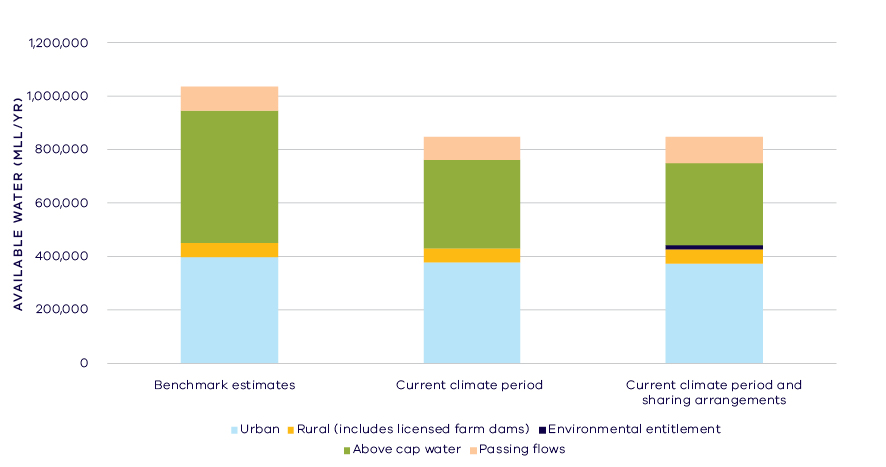 1,200,000
1,000,000
800,000
600,000
400,000
200,000
0
AVAILABLE WATER (MLL/YR)
Benchmark estimates
Current climate period
Current climate period and
sharing arrangements
Urban
Rural (includes licensed farm dams)
Environmental entitlement
Above cap water
Passing flows